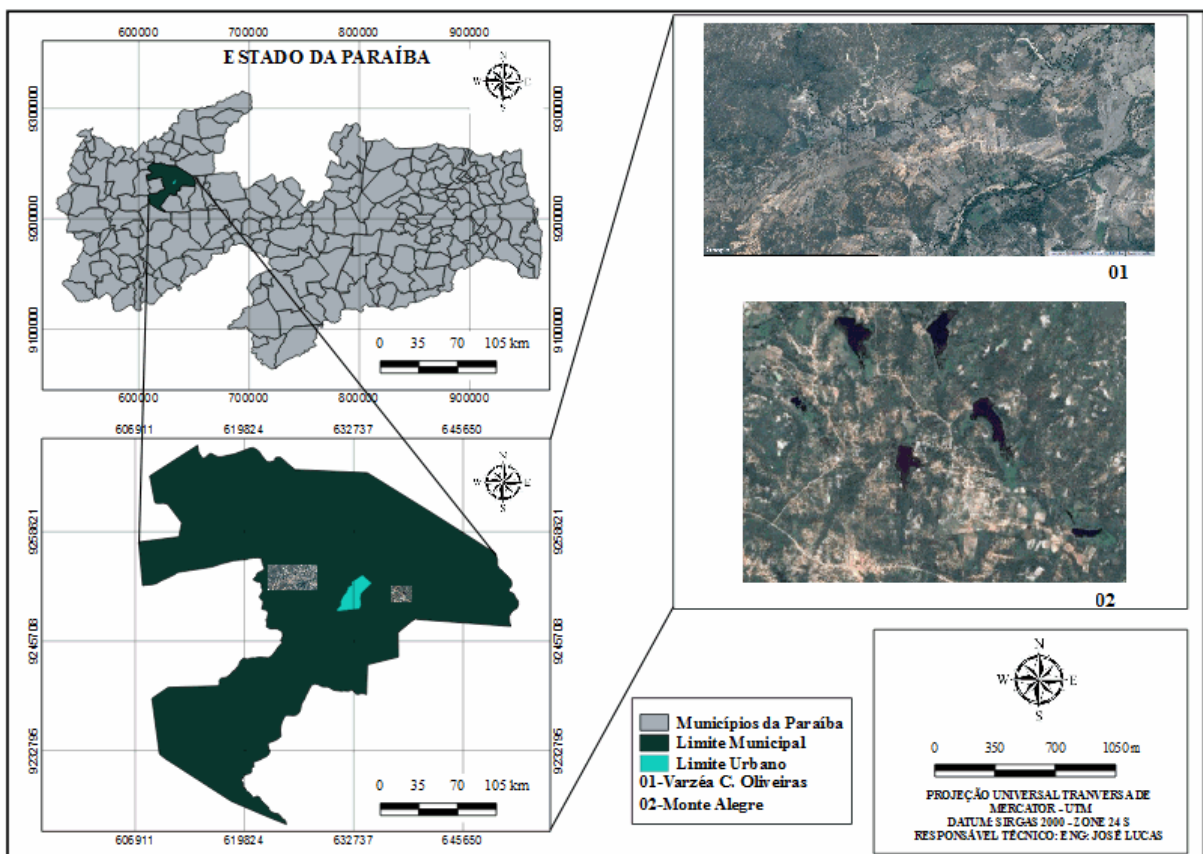 600000 700000 800000 900000
ESTADO DA PARAÍBA
N
W E
S
9300000
9200000
9100000
9300000
9200000
9100000
0 35 70 105 km
600000 700000 800000 900000
606911 619824 632737 645650
N
W E
S
9258621
9245708
9232795
9258621
9245708
9232795
0 35 70 105 km
606911 619824 632737 645650
01
02
Municípios da Paraíba
Limite Municipal
Limite Urbano
01-Varzéa C. Oliveiras
02-Monte Alegre
N
W E
S
0 350 700 1050 m
PROJEÇÃO UNIVERSAL TRANVERSA DE
MERCATOR - UTM
DATUM: SIRGAS 2000 - ZONE 24 S
RESPONSÁVEL TÉCNICO: ENG: JOSÉ LUCAS